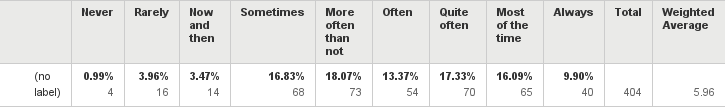 Never Rarely Now and then Sometimes More often than not Often Quite often Most of the time Always Total Weighted Average
(no label) 0.99% 3.96% 3.47% 16.83% 18.07% 13.37% 17.33% 16.09% 9.90%
4 16 14 68 73 54 70 65 40 404 5.96